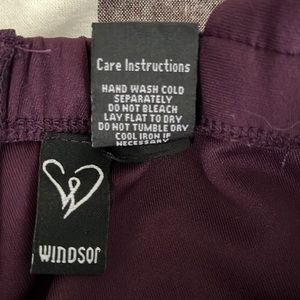 Care Instructions
HAND WASH COLD
SEPARATELY
DO NOT BLEACH
LAY FLAT TO DRY
DO NOT TUMBLE DRY
COOL IRON IF
NECESSARY
WINDSOR